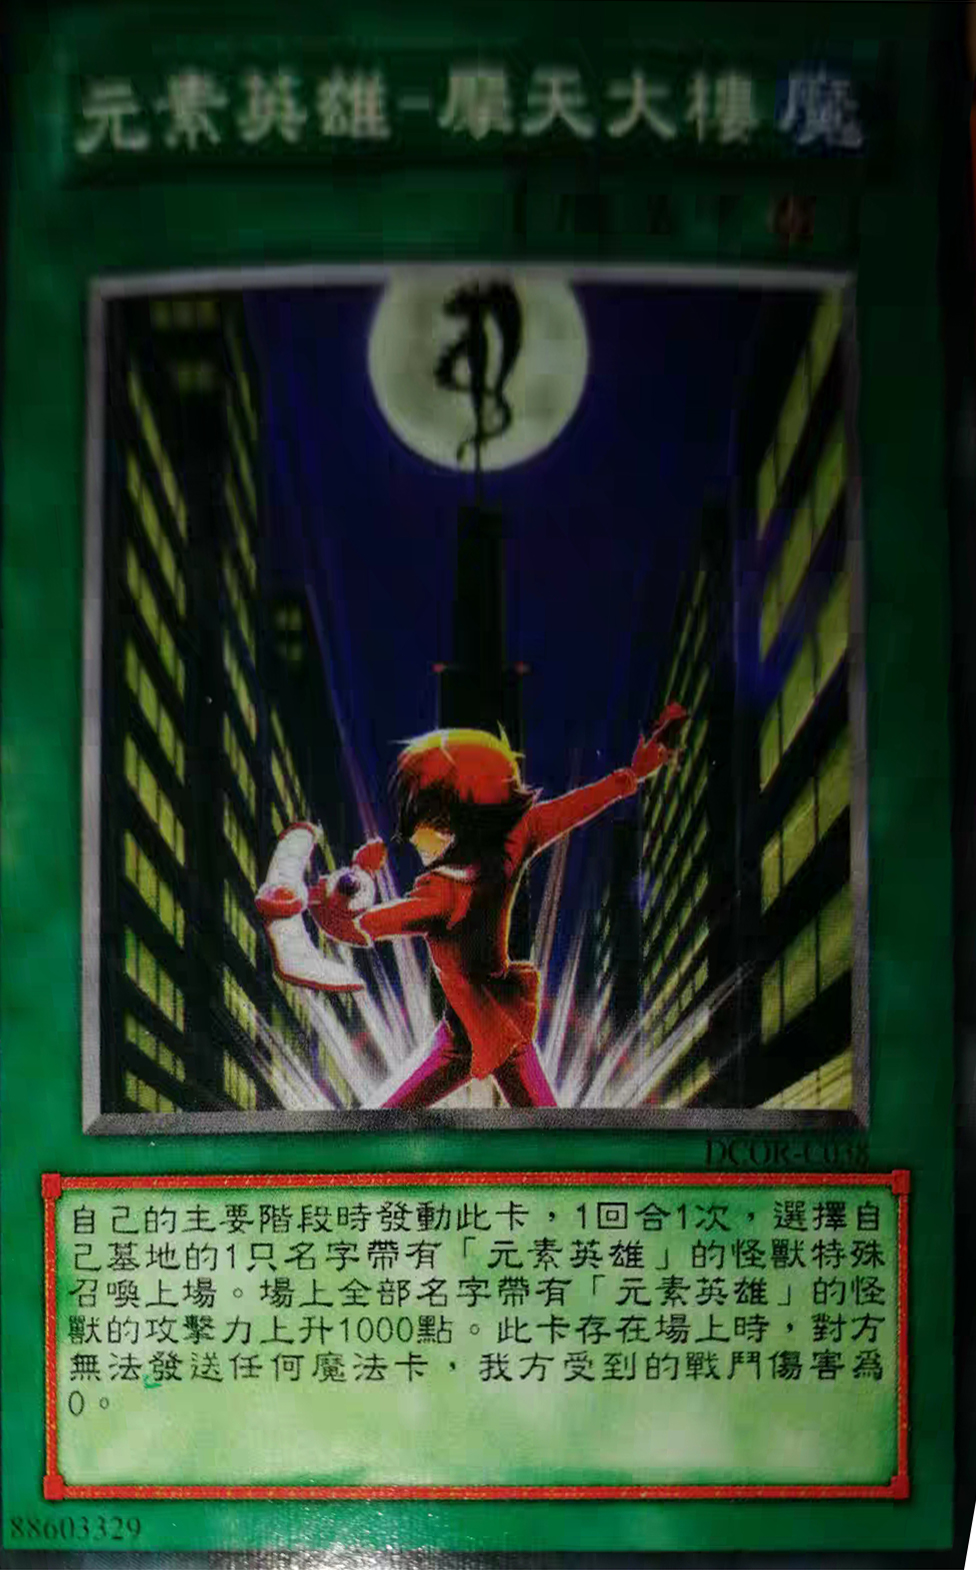 元素英雄-摩天大樓 魔
DCOR-C038
自己的主要階段時發動此卡，1回合1次，選擇自
己墓地的1只名字帶有「元素英雄」的怪獸特殊
召喚上場。場上全部名字帶有「元素英雄」的怪
獸的攻擊力上升1000點。此卡存在場上時，對方
無法發送任何魔法卡，我方受到的戰鬥傷害為
0。
88603329